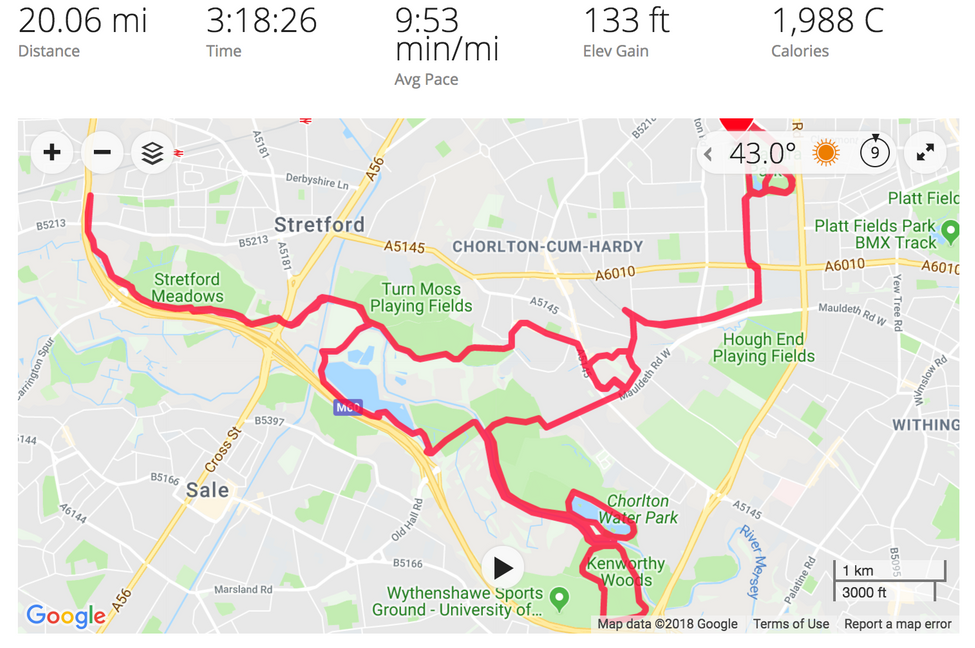 20.06 mi 3:18:26 9:53 133 ft 1,988 C
min/mi
Distance Time Elev Gain Calories
Avg Pace
A5181
A56
B521
ton L
R
43.0°
9
Derbyshire Ln
Platt Field
B5213
Stretford
B5213
A5181
A5145
CHORLTON-CUM-HARDY
Platt Fields Park
BMX Track
A6010
A6010
A6010
Stretford
Meadows
Turn Moss
Playing Fields
A5145
Yew Tree Rd
Mauldeth Rd W
Hough End
Playing Fields
arrington Spur
A5145
Mauldeth Rd W
Wilmslow Rd
M60
B5397
WITHING
144
Cross St
B5166
Sale
A6144
Old Hall Rd
Chorlton
Water Park
A5145
River Mersey
B5166
Kenworthy
Woods
Palatine Rd
B5095
1 km
3000 ft
Marsland Rd
Wythenshawe Sports
Ground - University of...
A56
Google
Map data ©2018 Google Terms of Use Report a map error